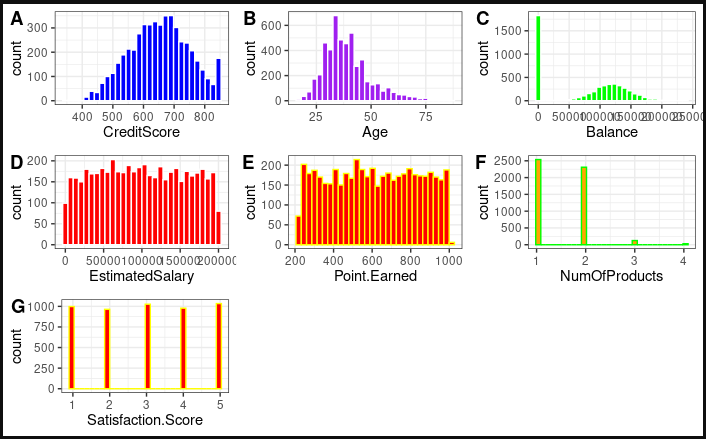 A
count
300
200
100
0
400 500 600 700 800
CreditScore
B
count
600
400
200
0
25 50 75
Age
C
count
1500
1000
500
0
0 50000 100000 150000 200000 250000
Balance
D
count
200
150
100
50
0
0 50000 100000 150000 200000
EstimatedSalary
E
count
200
150
100
50
0
200 400 600 800 1000
Point.Earned
F
count
2500
2000
1500
1000
500
0
1 2 3 4
NumOfProducts
G
count
1000
750
500
250
0
1 2 3 4 5
Satisfaction.Score